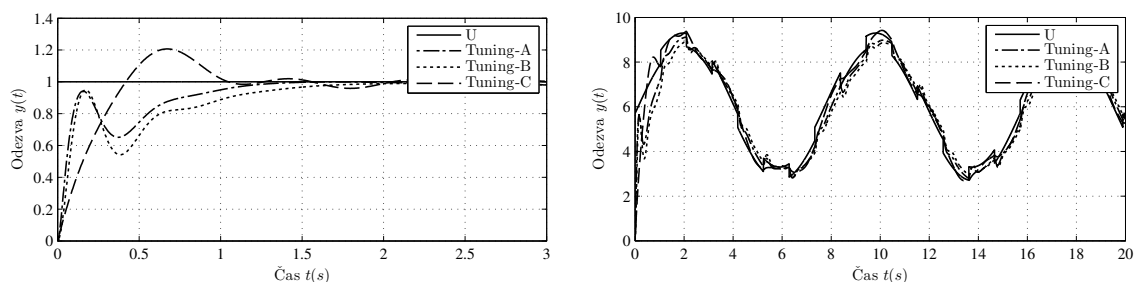 1.4
1.2
1
0.8
0.6
0.4
0.2
0
0 0.5 1 1.5 2 2.5 3
Odezva y(t)
Čas t(s)
U
Tuning-A
Tuning-B
Tuning-C
10
8
6
4
2
0
0 2 4 6 8 10 12 14 16 18 20
Odezva y(t)
Čas t(s)
U
Tuning-A
Tuning-B
Tuning-C